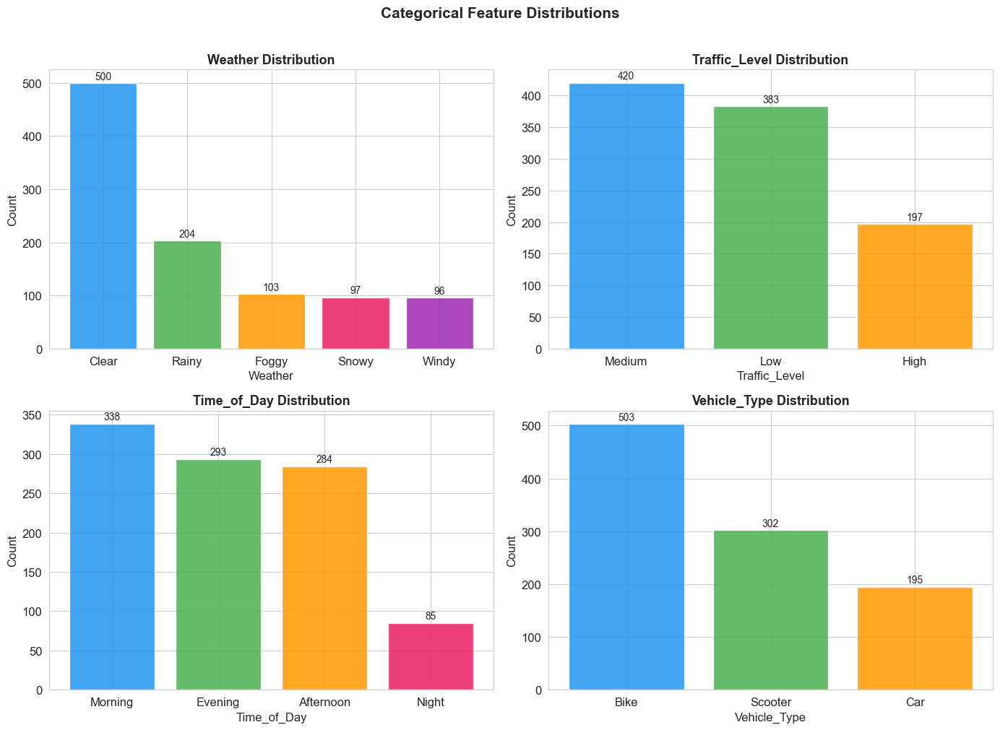 Categorical Feature Distributions
Weather Distribution
500
204
103
97
96
500
400
300
200
100
0
Count
Clear Rainy Foggy Snowy Windy
Weather
Traffic_Level Distribution
420
383
197
400
350
300
250
200
150
100
50
0
Count
Medium Low High
Traffic_Level
Time_of_Day Distribution
338
293
284
85
350
300
250
200
150
100
50
0
Count
Morning Evening Afternoon Night
Time_of_Day
Vehicle_Type Distribution
503
302
195
500
400
300
200
100
0
Count
Bike Scooter Car
Vehicle_Type